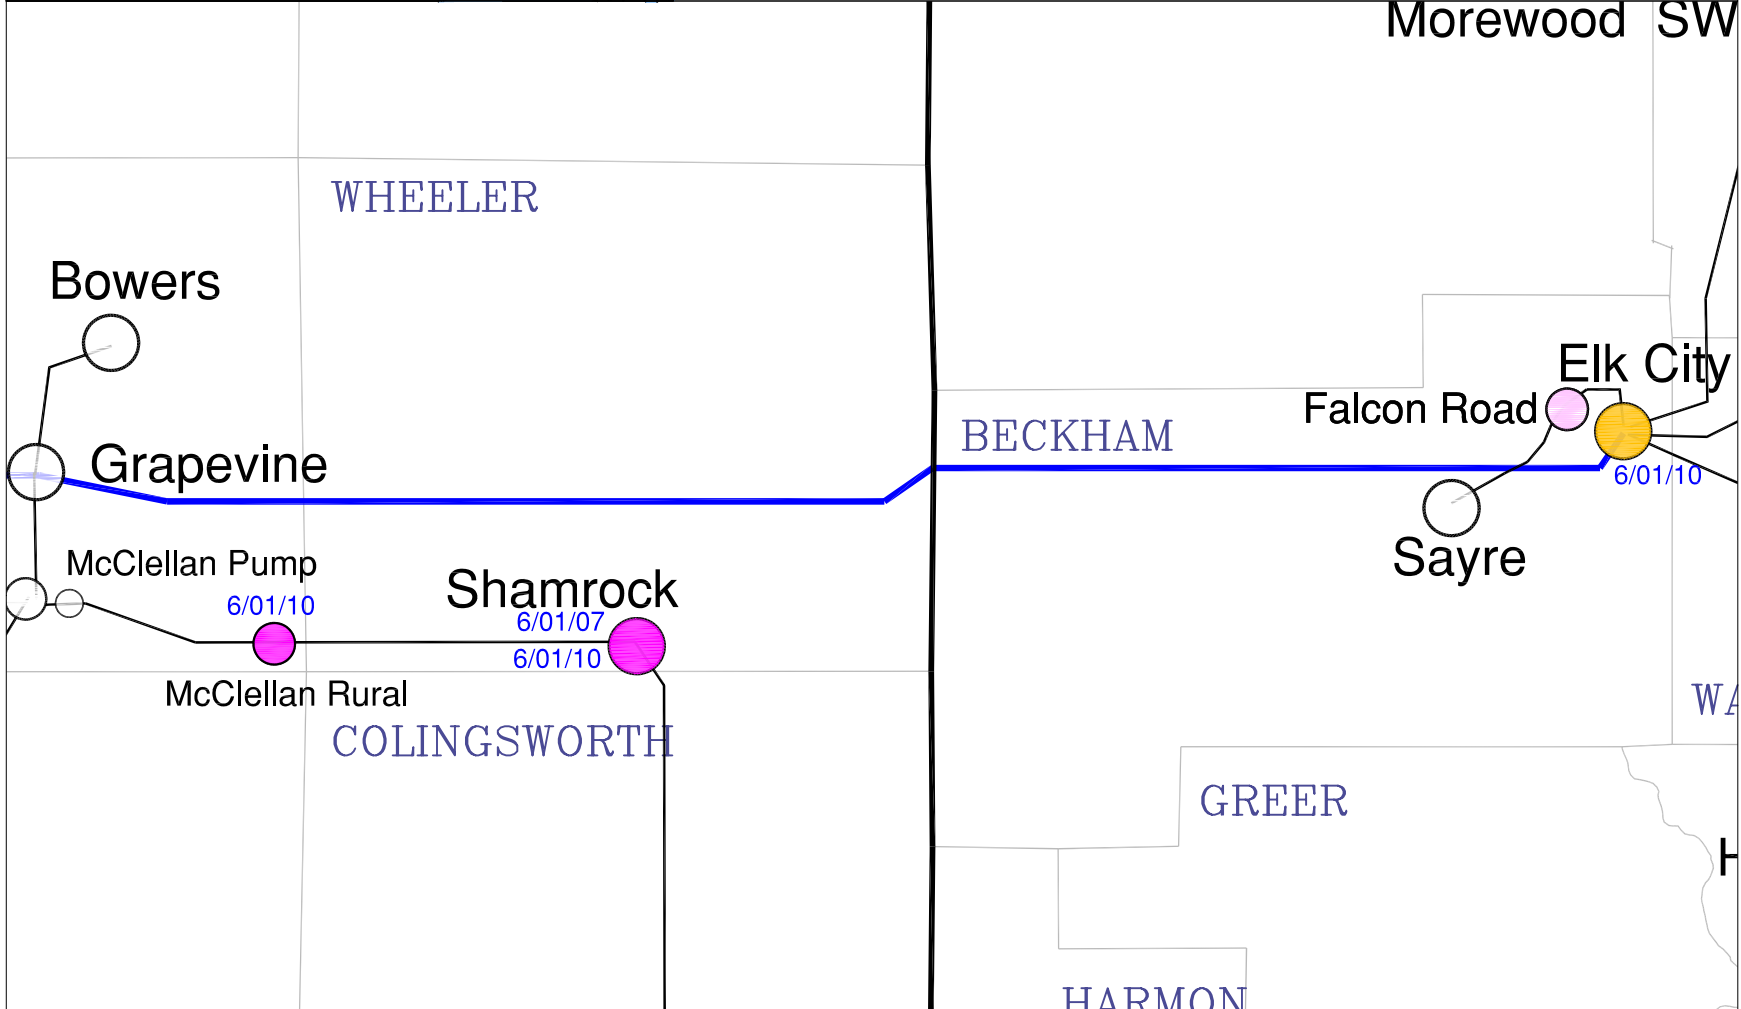 Morewood SW
WHEELER
Bowers
Elk City
Falcon Road
BECKHAM
Grapevine
6/01/10
Sayre
McClellan Pump
Shamrock
6/01/10
6/01/07
6/01/10
McClellan Rural
WA
COLINGSWORTH
GREER
H
HARMON